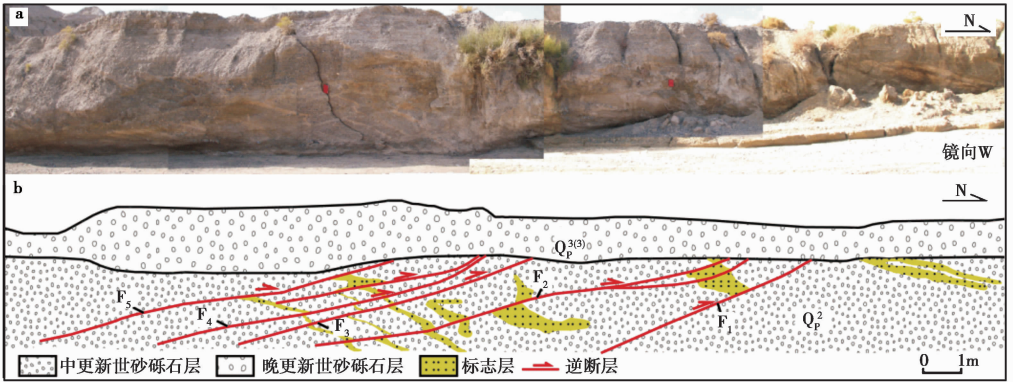 a
N
镜向W
b
N
Q_P^3(3)
F_2
F_5
F_4
F_3
F_1
Q_P^2
中更新世砂砾石层 晚更新世砂砾石层 标志层 逆断层
0 1m